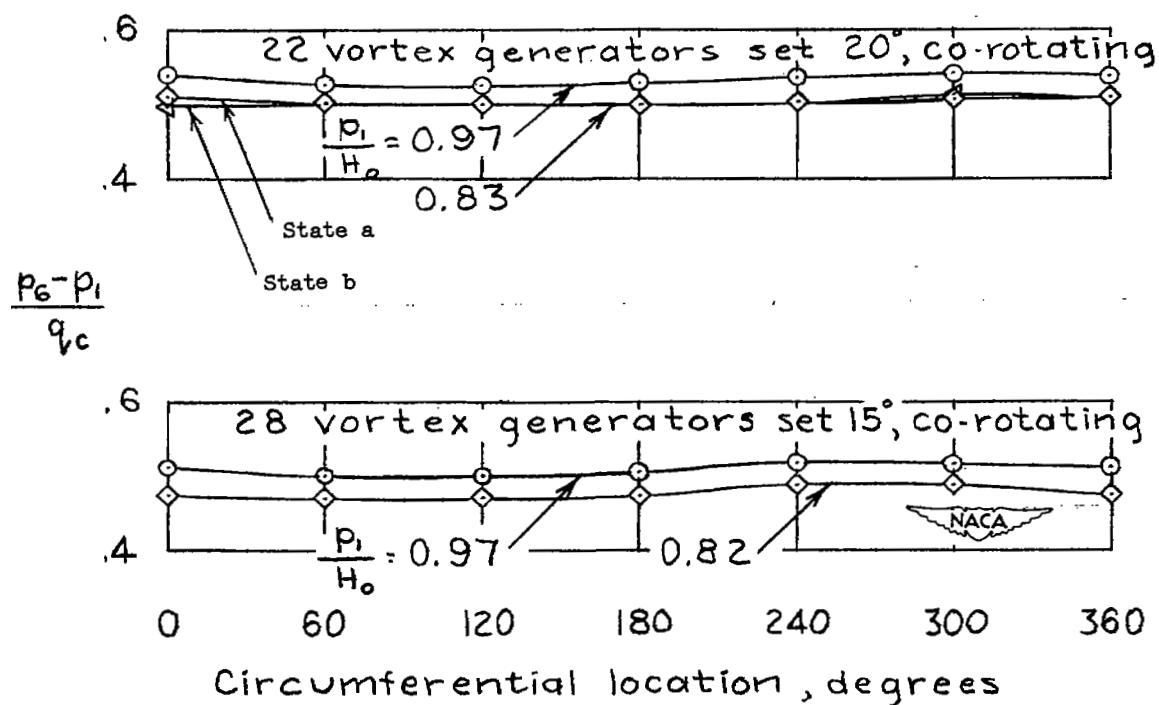 .6
22 vortex generators set 20°, co-rotating
p₁/H₀ = 0.97
.4
0.83
State a
State b
p₆-p₁/q_c
.6
28 vortex generators set 15°, co-rotating
NACA
p₁/H₀ = 0.97
0.82
.4
0 60 120 180 240 300 360
Circumferential location, degrees